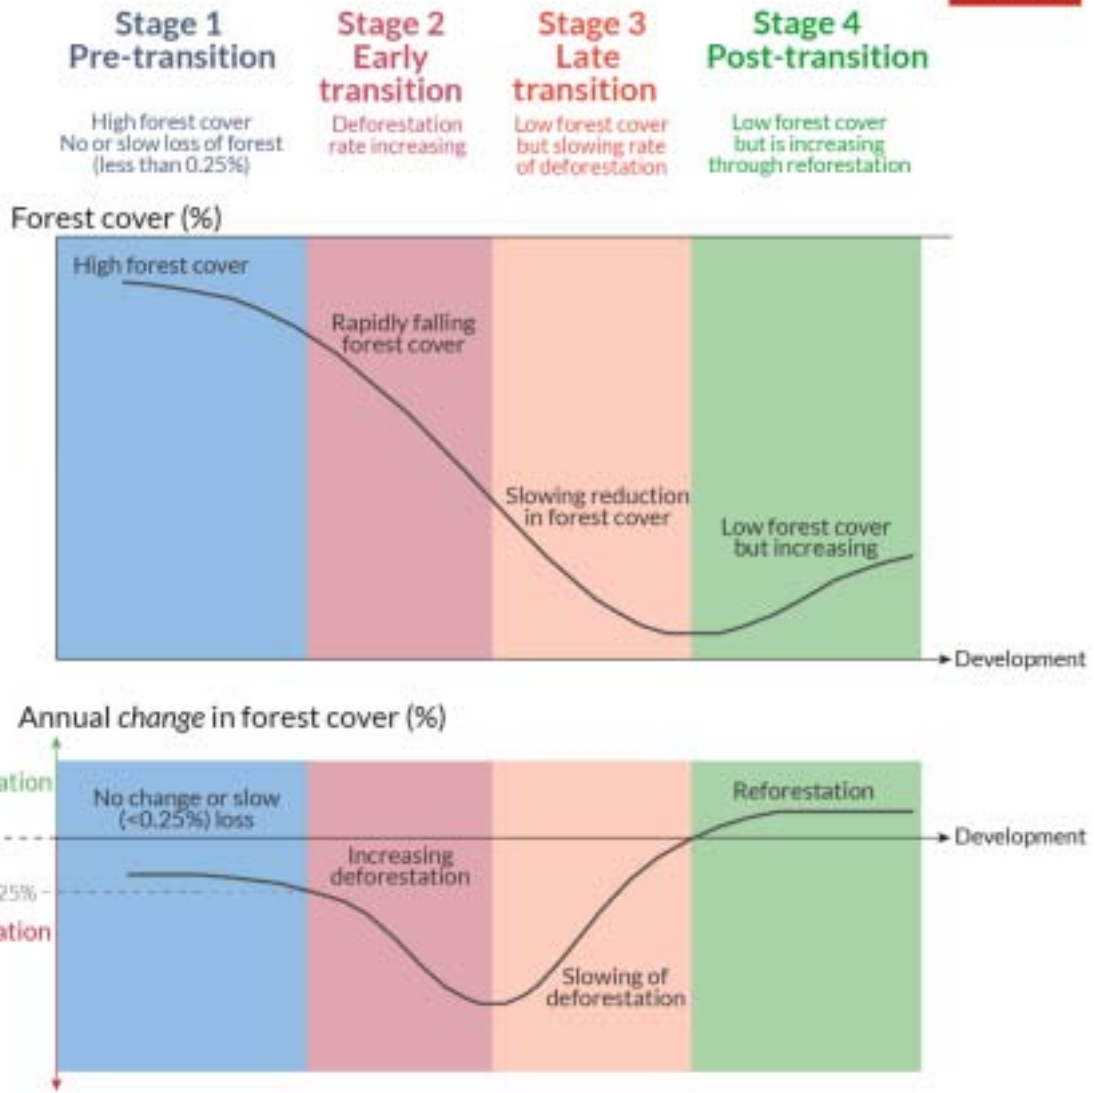 Stage 1
Pre-transition
High forest cover
No or slow loss of forest
(less than 0.25%)
Stage 2
Early
transition
Deforestation
rate increasing
Stage 3
Late
transition
Low forest cover
but slowing rate
of deforestation
Stage 4
Post-transition
Low forest cover
but is increasing
through reforestation
Forest cover (%)
High forest cover
Rapidly falling
forest cover
Slowing reduction
in forest cover
Low forest cover
but increasing
Development
Annual change in forest cover (%)
ation
No change or slow
(<0.25%) loss
Reforestation
Development
Increasing
deforestation
25%
ation
Slowing of
deforestation